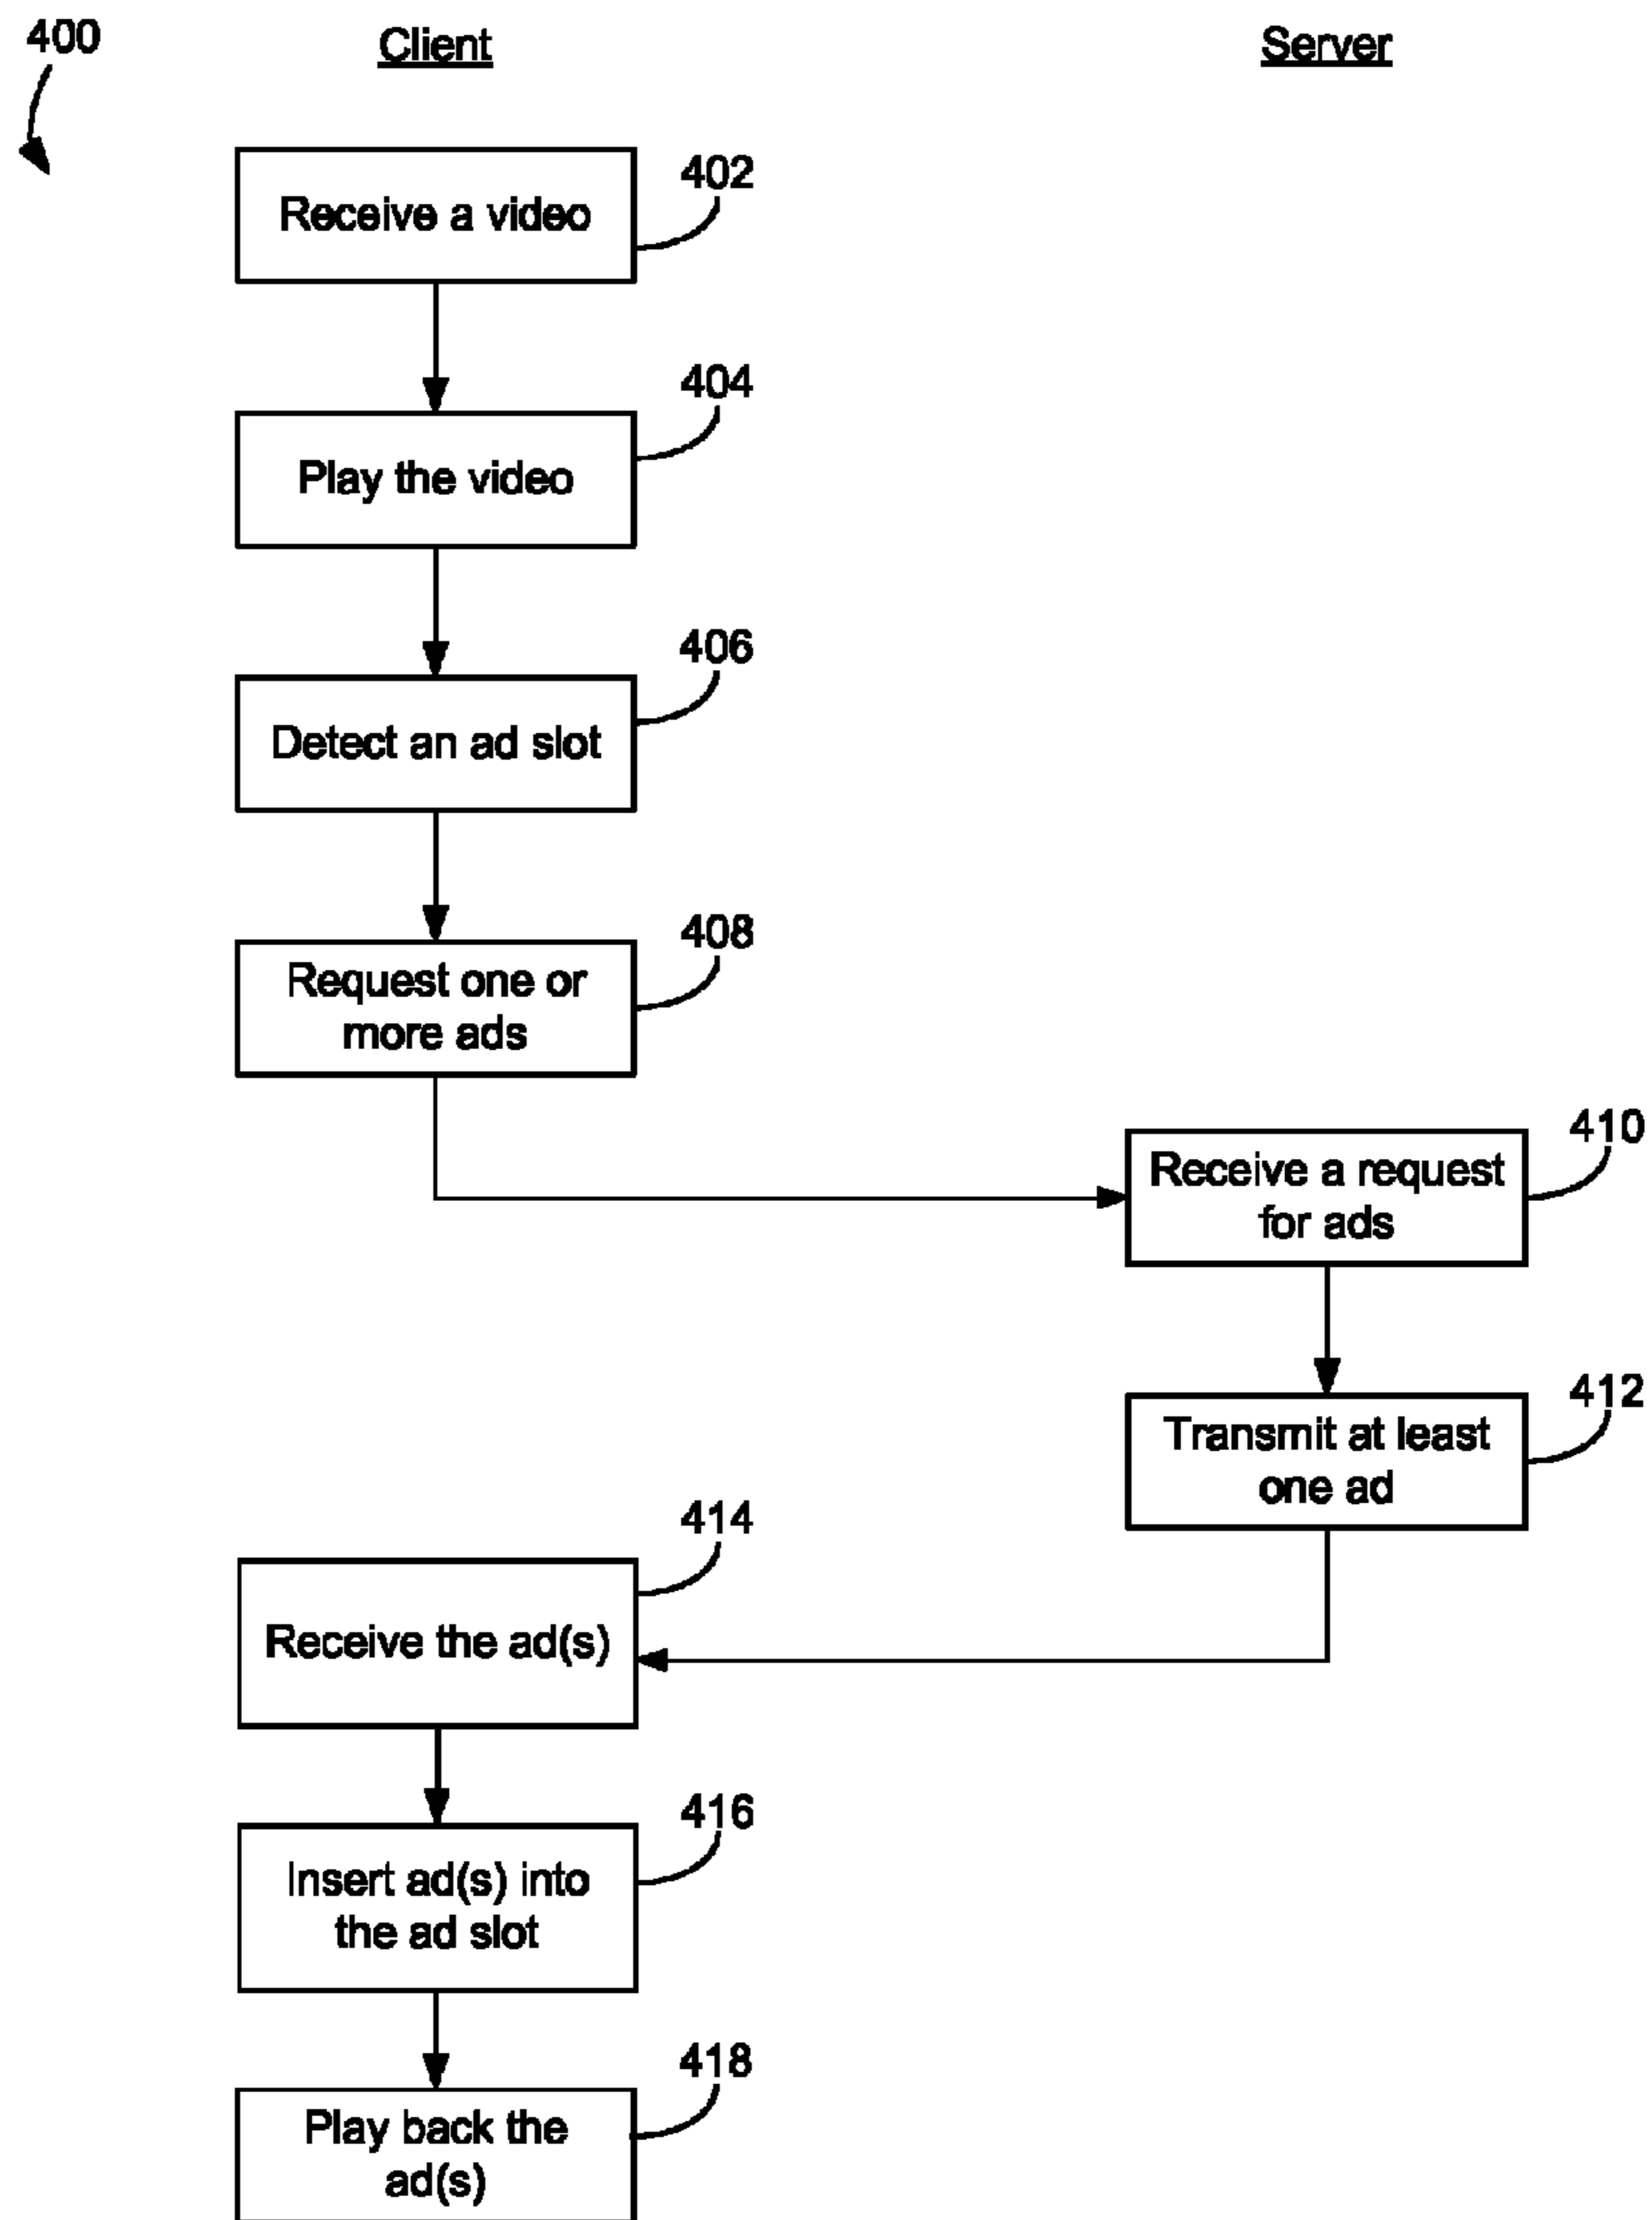 400
Client
Server
402
Receive a video
404
Play the video
406
Detect an ad slot
408
Request one or
more ads
410
Receive a request
for ads
412
Transmit at least
one ad
414
Receive the ad(s)
416
Insert ad(s) into
the ad slot
418
Play back the
ad(s)